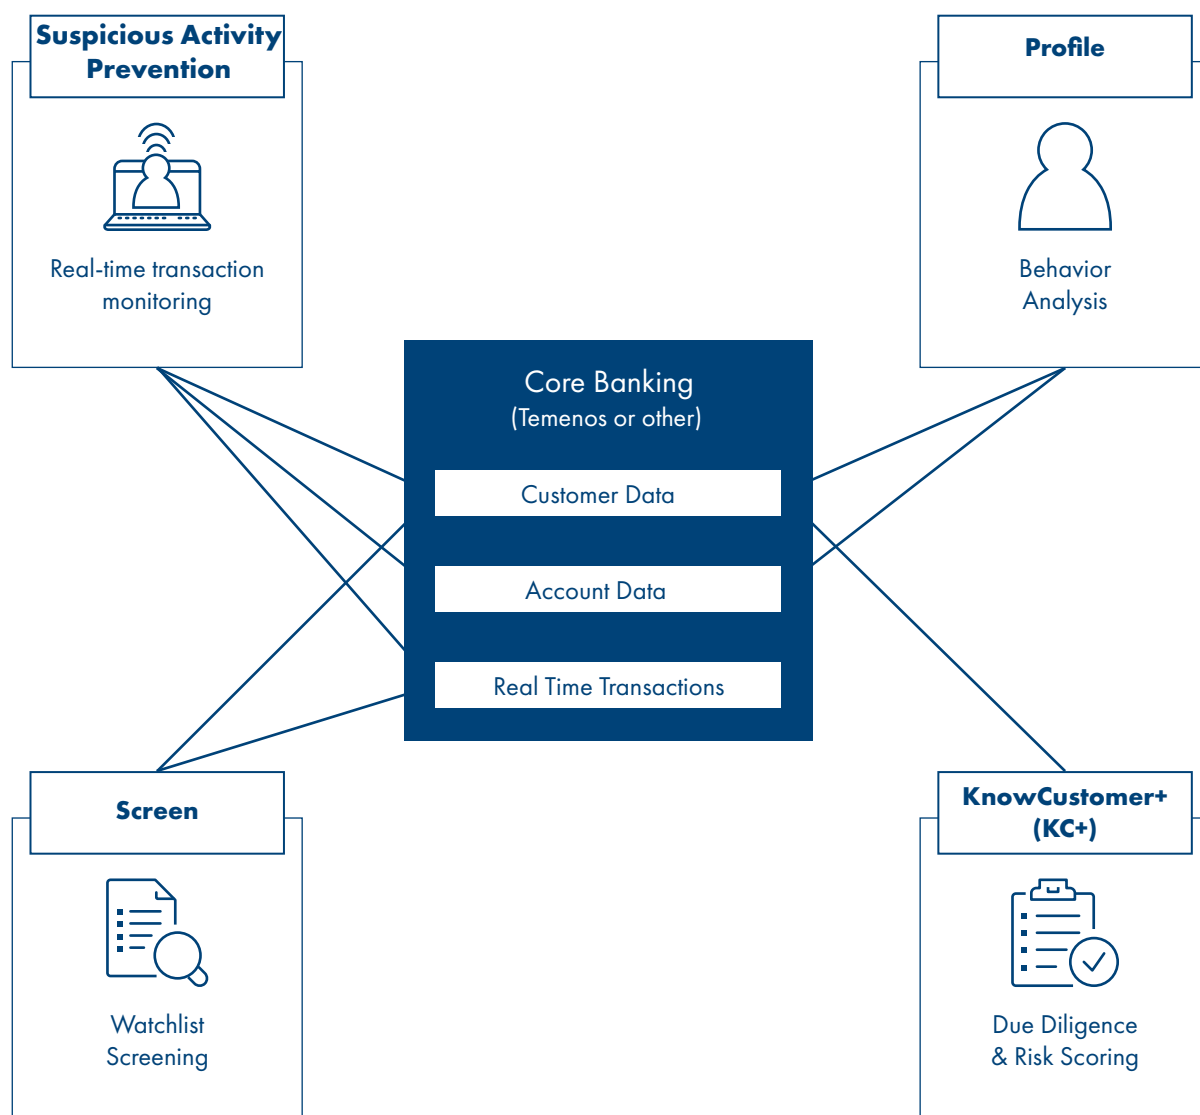 Suspicious Activity
Prevention
Real-time transaction
monitoring
Profile
Behavior
Analysis
Core Banking
(Temenos or other)
Customer Data
Account Data
Real Time Transactions
Screen
Watchlist
Screening
KnowCustomer+
(KC+)
Due Diligence
& Risk Scoring